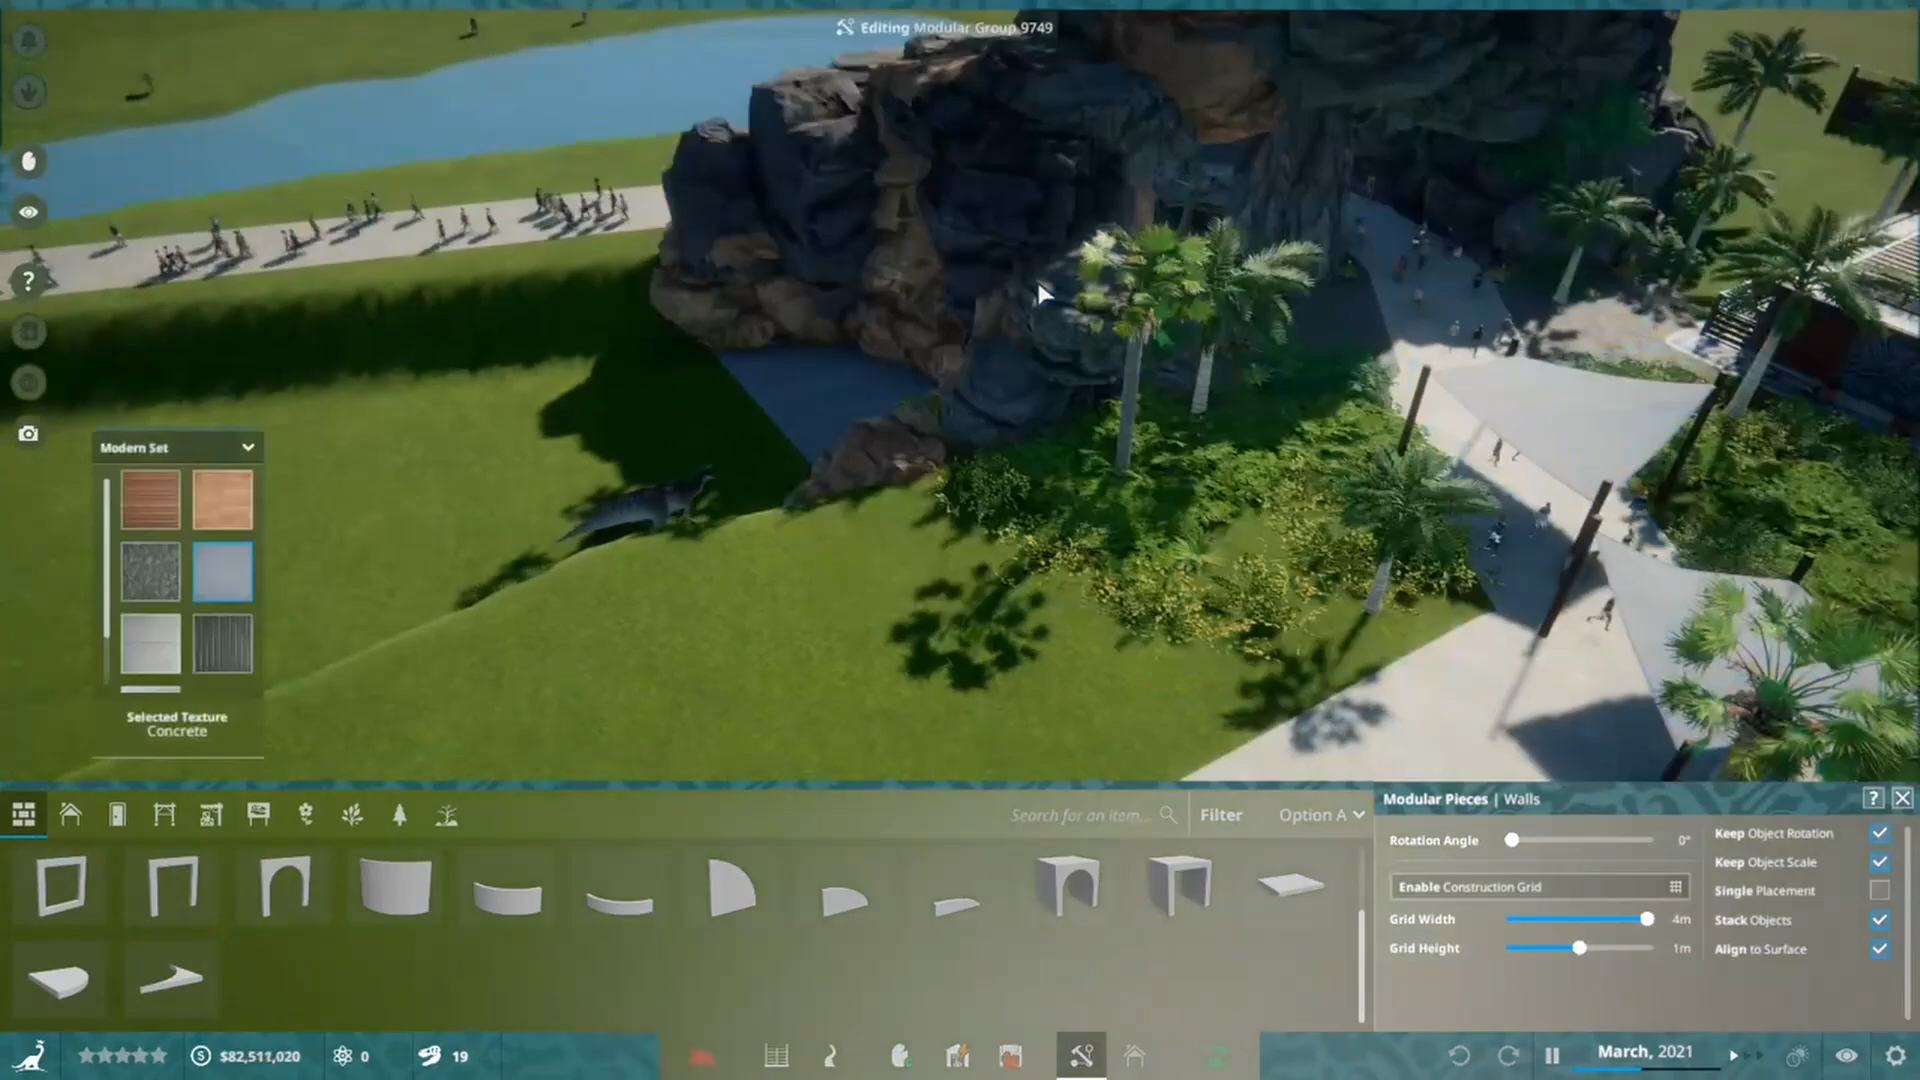 Editing Modular Group 9749
?
Modern Set
Selected Texture
Concrete
Search for an item...
Filter
Option A
Modular Pieces | Walls
?
Rotation Angle
0°
Enable Construction Grid
Grid Width
4m
Grid Height
1m
Keep Object Rotation
Keep Object Scale
Single Placement
Stack Objects
Align to Surface
$82,511,020
0
19
March, 2021